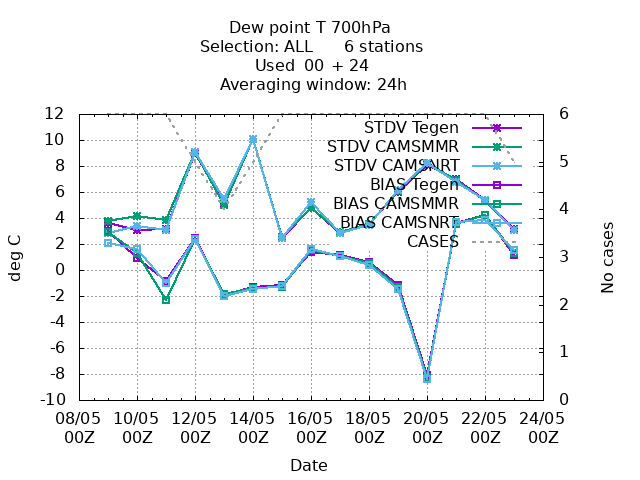 Dew point T 700hPa
Selection: ALL 6 stations
Used 00 + 24
Averaging window: 24h
STDV Tegen
STDV CAMSMMR
STDV CAMSNRT
BIAS Tegen
BIAS CAMSMMR
BIAS CAMSNRT
CASES
deg C
12
10
8
6
4
2
0
-2
-4
-6
-8
-10
No cases
6
5
4
3
2
1
0
08/05 10/05 12/05 14/05 16/05 18/05 20/05 22/05 24/05
00Z 00Z 00Z 00Z 00Z 00Z 00Z 00Z 00Z
Date